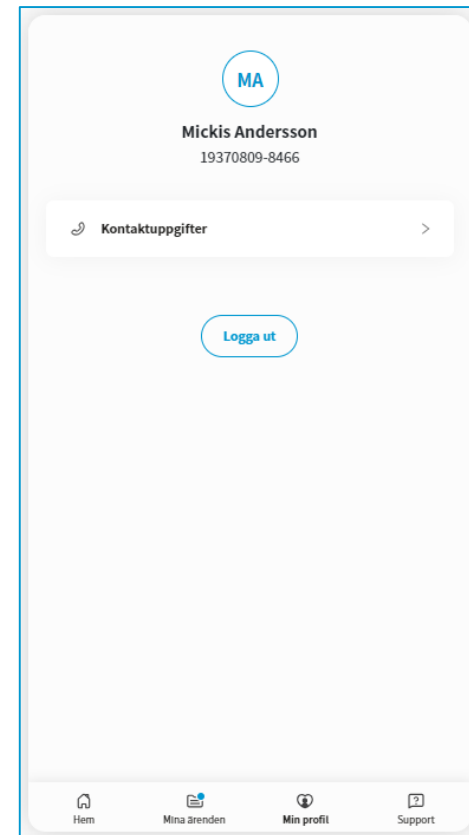 MA
Mickis Andersson
19370809-8466
Kontaktuppgifter
Logga ut
Hem
Mina ärenden
Min profil
Support